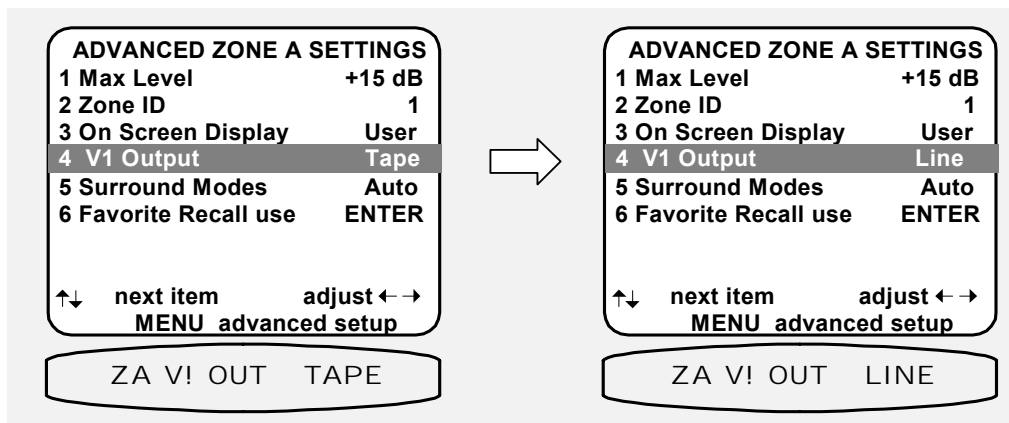 ADVANCED ZONE A SETTINGS
1 Max Level +15 dB
2 Zone ID 1
3 On Screen Display User
4 V1 Output Tape
5 Surround Modes Auto
6 Favorite Recall use ENTER
↑↓ next item adjust ←→
MENU advanced setup
ZA V! OUT TAPE
ADVANCED ZONE A SETTINGS
1 Max Level +15 dB
2 Zone ID 1
3 On Screen Display User
4 V1 Output Line
5 Surround Modes Auto
6 Favorite Recall use ENTER
↑↓ next item adjust ←→
MENU advanced setup
ZA V! OUT LINE